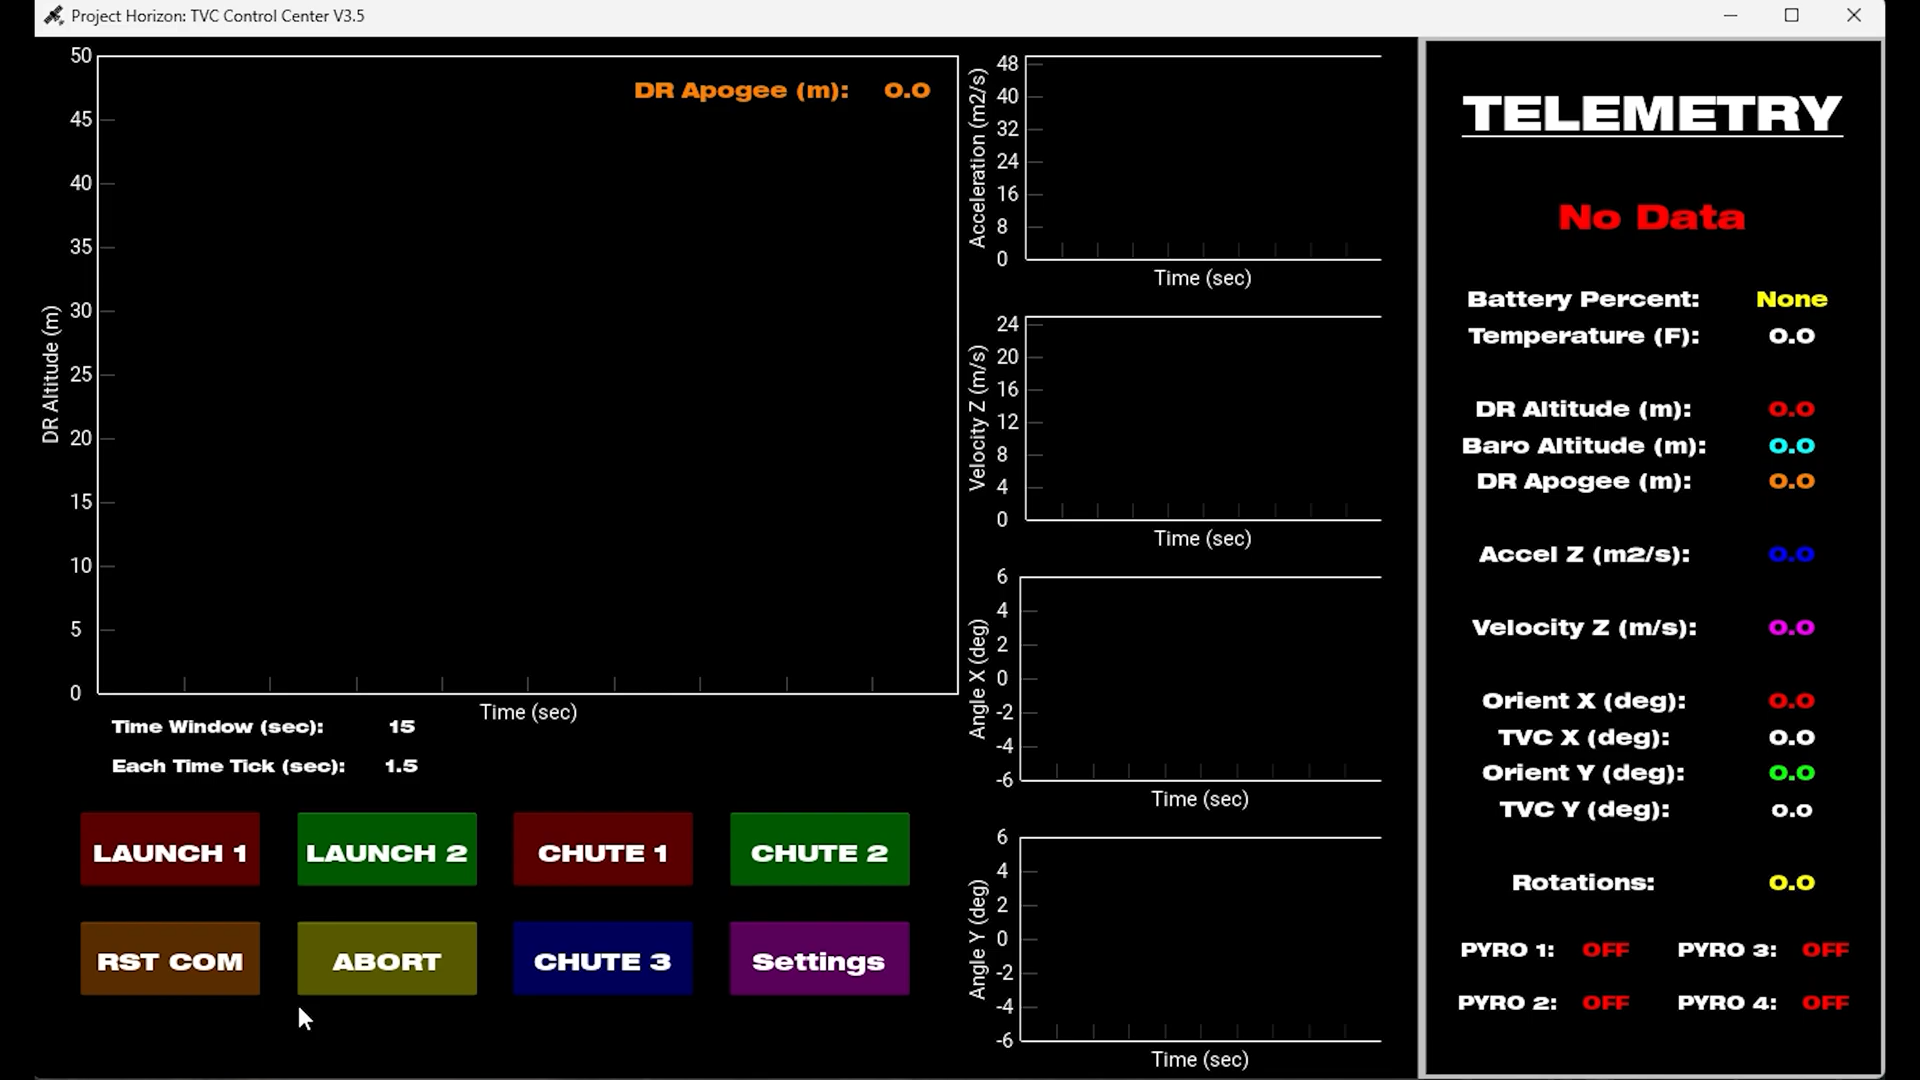 Project Horizon: TVC Control Center V3.5
DR Apogee (m): 0.0
50
45
40
35
30
25
20
15
10
5
0
DR Altitude (m)
Time (sec)
Time Window (sec): 15
Each Time Tick (sec): 1.5
LAUNCH 1
LAUNCH 2
CHUTE 1
CHUTE 2
RST COM
ABORT
CHUTE 3
Settings
Acceleration (m2/s)
48
40
32
24
16
8
0
Time (sec)
Velocity Z (m/s)
24
20
16
12
8
4
0
Time (sec)
Angle X (deg)
6
4
2
0
-2
-4
-6
Time (sec)
Angle Y (deg)
6
4
2
0
-2
-4
-6
Time (sec)
TELEMETRY
No Data
Battery Percent: None
Temperature (F): 0.0
DR Altitude (m): 0.0
Baro Altitude (m): 0.0
DR Apogee (m): 0.0
Accel Z (m2/s): 0.0
Velocity Z (m/s): 0.0
Orient X (deg): 0.0
TVC X (deg): 0.0
Orient Y (deg): 0.0
TVC Y (deg): 0.0
Rotations: 0.0
PYRO 1: OFF PYRO 3: OFF
PYRO 2: OFF PYRO 4: OFF